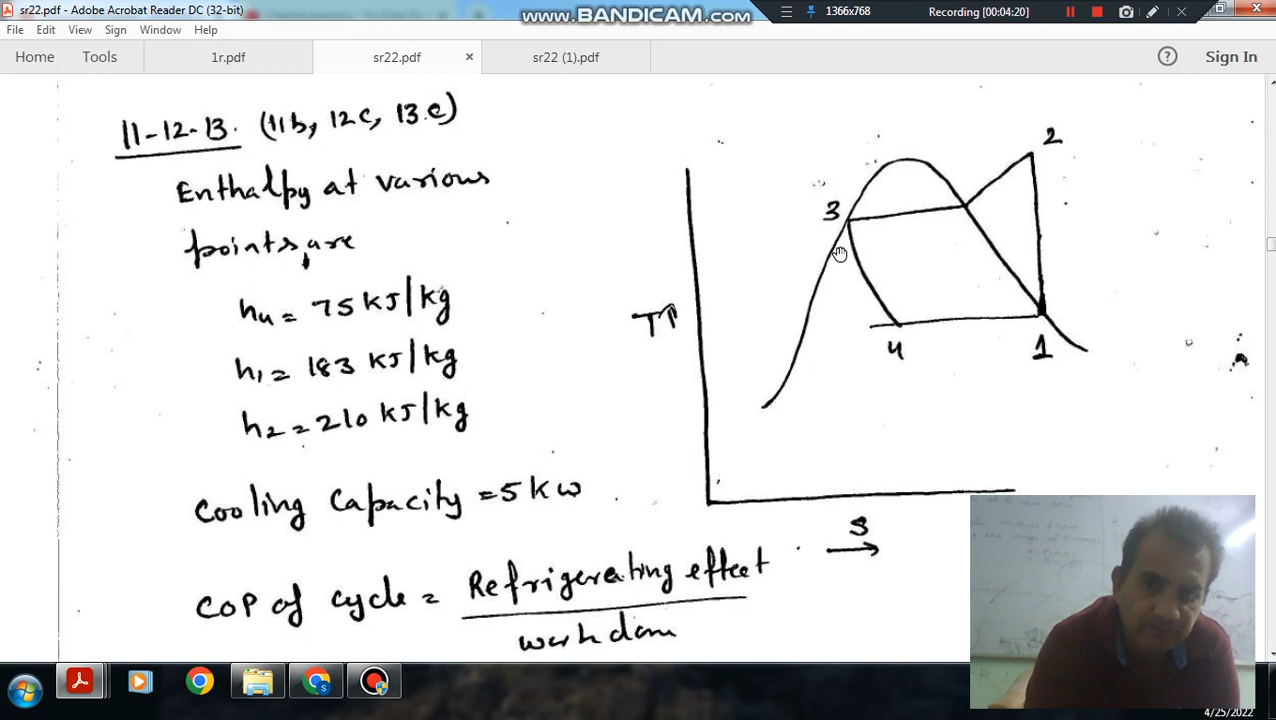 sr22.pdf - Adobe Acrobat Reader DC (32-bit)
www.BANDICAM.com
1366x768
Recording [00:04:20]
File Edit View Sign Window Help
Home Tools 1r.pdf sr22.pdf sr22 (1).pdf Sign In
11-12-13. (11b, 12c, 13.c)
Enthalpy at various
points, are
h4 = 75 kJ/kg
h1 = 183 kJ/kg
h2 = 210 kJ/kg
Cooling Capacity = 5 kW
COP of cycle = Refrigerating effect
work done
2
3
T↑
4
1
S
4/25/2022